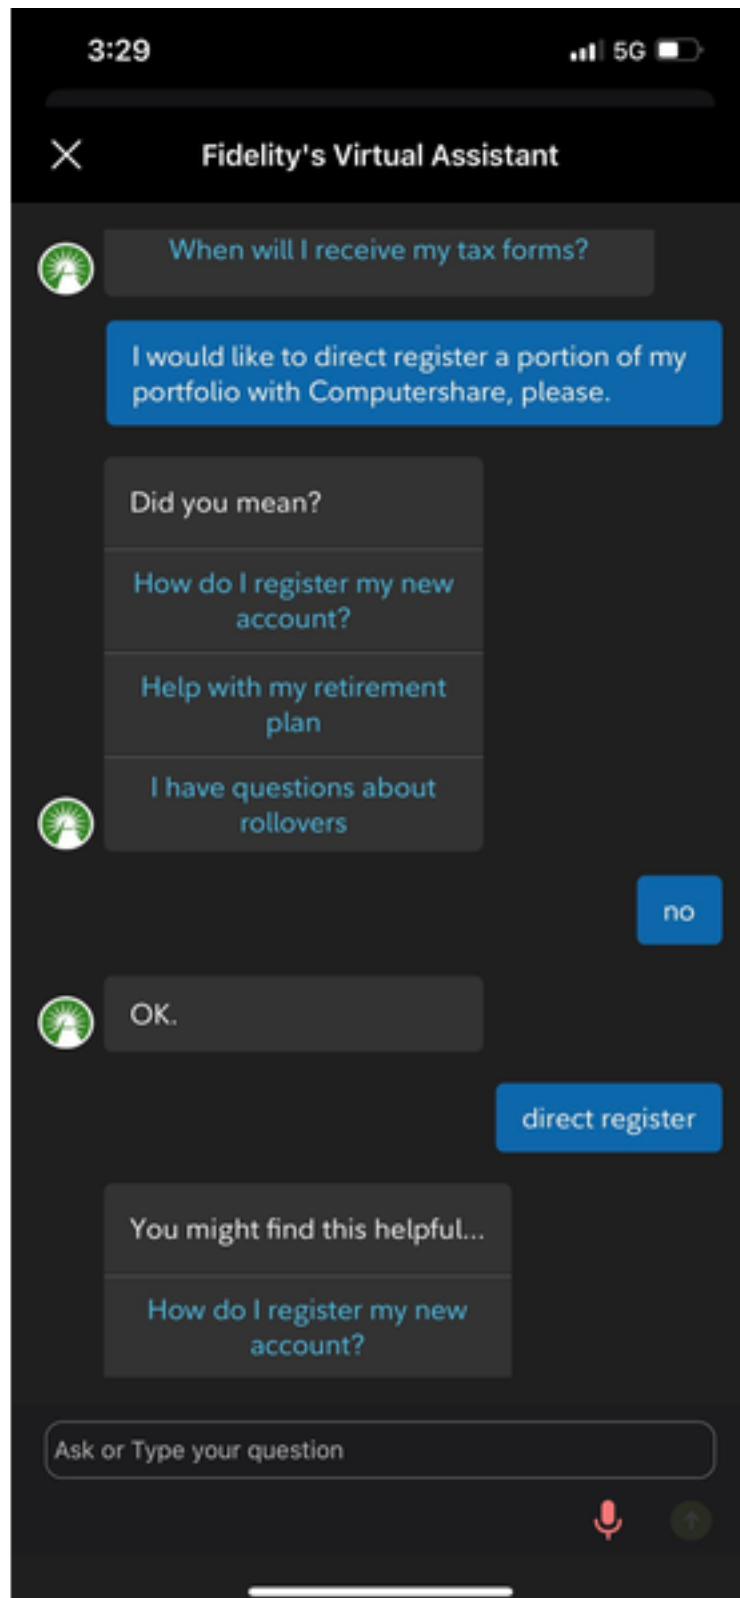 3:29
5G
Fidelity's Virtual Assistant
When will I receive my tax forms?
I would like to direct register a portion of my
portfolio with Computershare, please.
Did you mean?
How do I register my new
account?
Help with my retirement
plan
I have questions about
rollovers
no
OK.
direct register
You might find this helpful...
How do I register my new
account?
Ask or Type your question